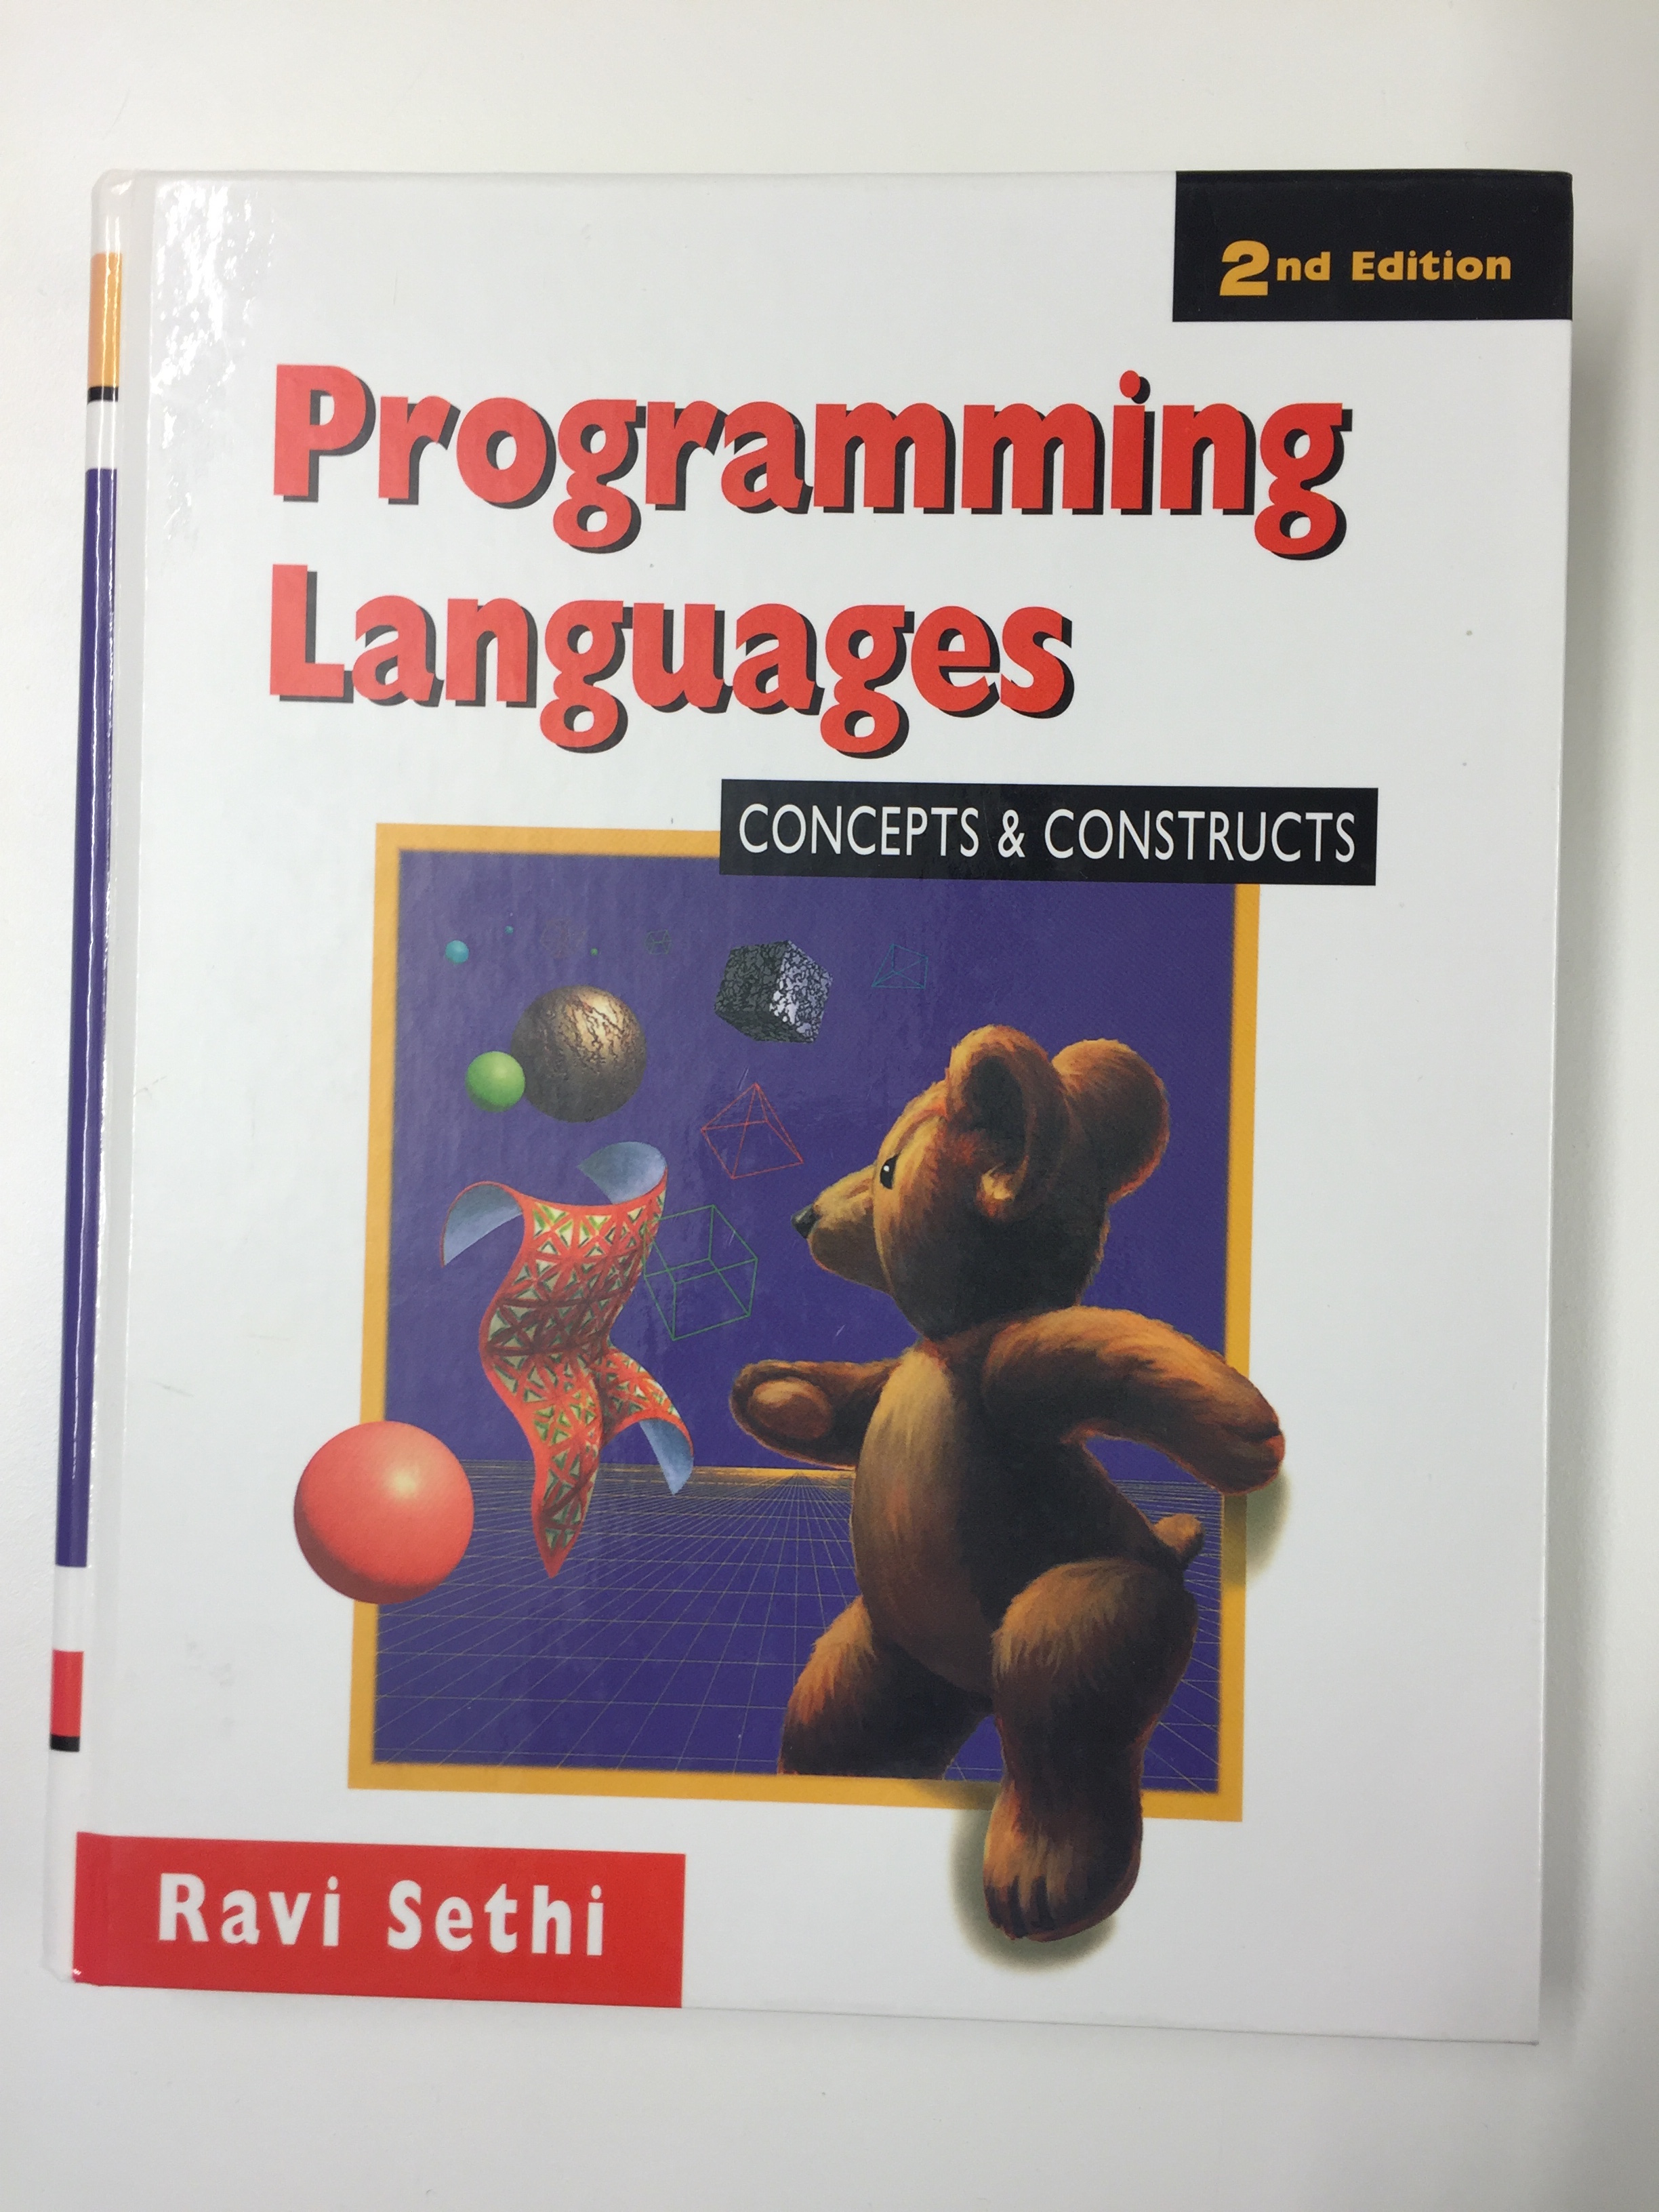 2nd Edition
Programming
Languages
CONCEPTS & CONSTRUCTS
Ravi Sethi